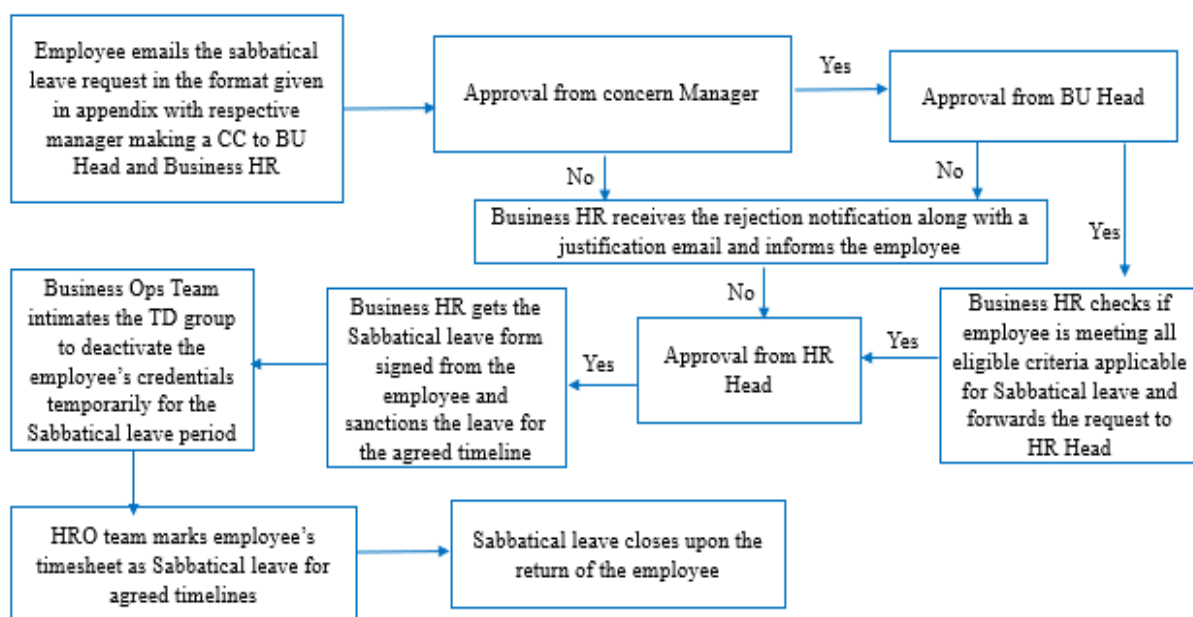 Employee emails the sabbatical
leave request in the format given
in appendix with respective
manager making a CC to BU
Head and Business HR
Approval from concern Manager
Yes
Approval from BU Head
No
No
Yes
Business HR receives the rejection notification along with a
justification email and informs the employee
No
Business HR checks if
employee is meeting all
eligible criteria applicable
for Sabbatical leave and
forwards the request to
HR Head
Yes
Approval from HR
Head
Yes
Business HR gets the
Sabbatical leave form
signed from the
employee and
sanctions the leave for
the agreed timeline
Business Ops Team
intimates the TD group
to deactivate the
employee's credentials
temporarily for the
Sabbatical leave period
HRO team marks employee's
timesheet as Sabbatical leave for
agreed timelines
Sabbatical leave closes upon the
return of the employee